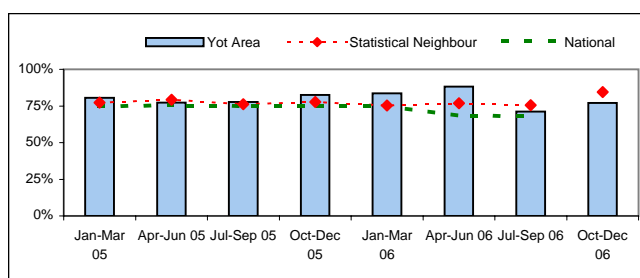 Yot Area Statistical Neighbour National
100%
75%
50%
25%
0%
Jan-Mar Apr-Jun 05 Jul-Sep 05 Oct-Dec Jan-Mar Apr-Jun 06 Jul-Sep 06 Oct-Dec
05 05 06 06